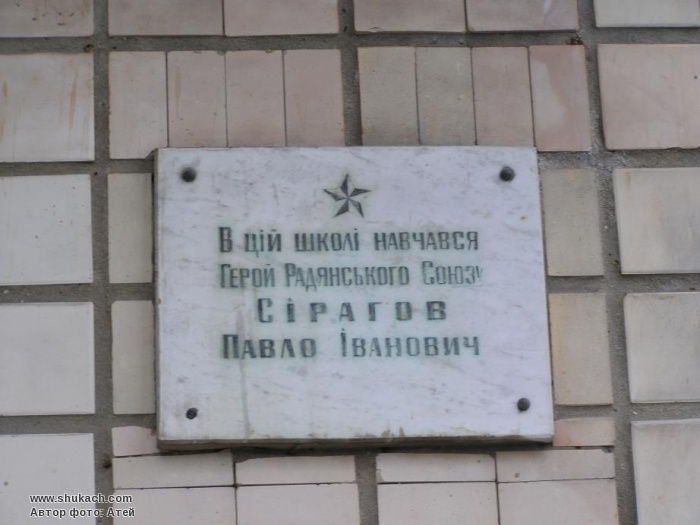 В цій школі навчався
Герой Радянського Союзу
Сірагов
Павло Іванович
www.shukach.com
Автор фото: Атей